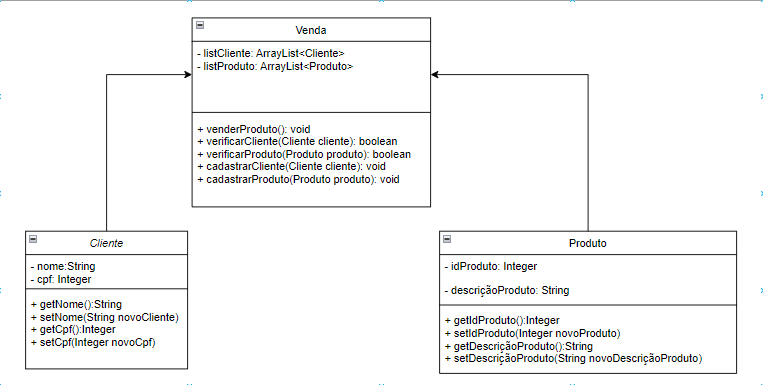 Venda
- listCliente: ArrayList<Cliente>
- listProduto: ArrayList<Produto>
+ venderProduto(): void
+ verificarCliente(Cliente cliente): boolean
+ verificarProduto(Produto produto): boolean
+ cadastrarCliente(Cliente cliente): void
+ cadastrarProduto(Produto produto): void
Cliente
- nome:String
- cpf: Integer
+ getNome():String
+ setNome(String novoCliente)
+ getCpf():Integer
+ setCpf(Integer novoCpf)
Produto
- idProduto: Integer
- descriçãoProduto: String
+ getIdProduto():Integer
+ setIdProduto(Integer novoProduto)
+ getDescriçãoProduto():String
+ setDescriçãoProduto(String novoDescriçãoProduto)